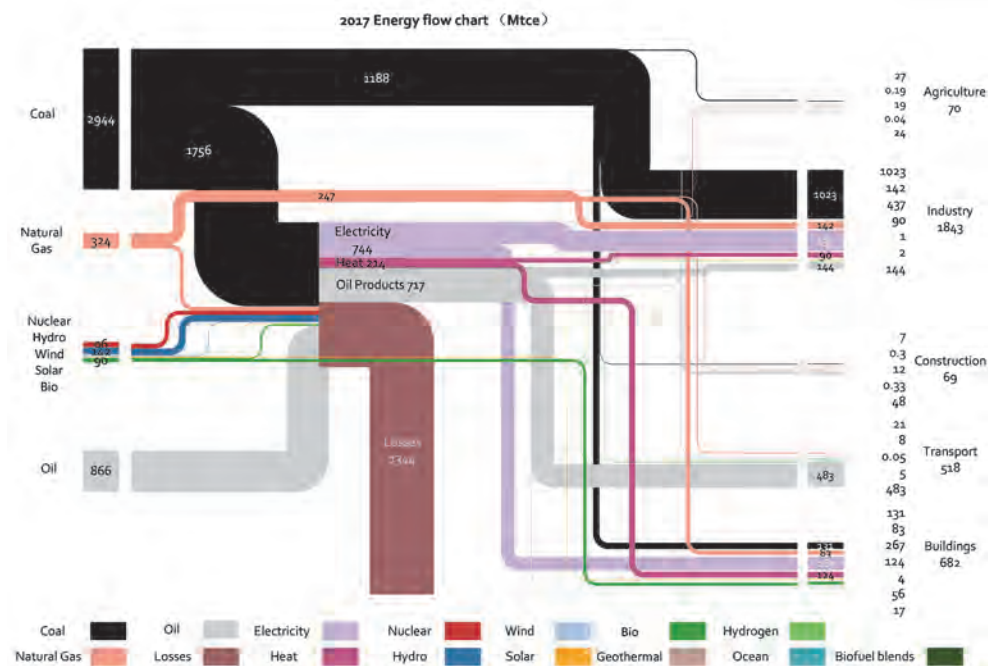 2017 Energy flow chart （Mtce）
Coal
2944
1188
1756
Natural
Gas
324
247
Electricity
744
Heat 214
Oil Products 717
Nuclear
Hydro
Wind
Solar
Bio
96
142
90
Oil
866
Losses
1344
27
0.19
19
0.04
24
Agriculture
70
1023
142
437
90
1
2
144
1023
142
90
144
Industry
1843
7
0.3
12
0.33
48
Construction
69
21
8
0.05
5
483
483
Transport
518
131
83
267
124
4
56
17
131
83
124
Buildings
682
Coal Oil Electricity Nuclear Wind Bio Hydrogen
Natural Gas Losses Heat Hydro Solar Geothermal Ocean Biofuel blends